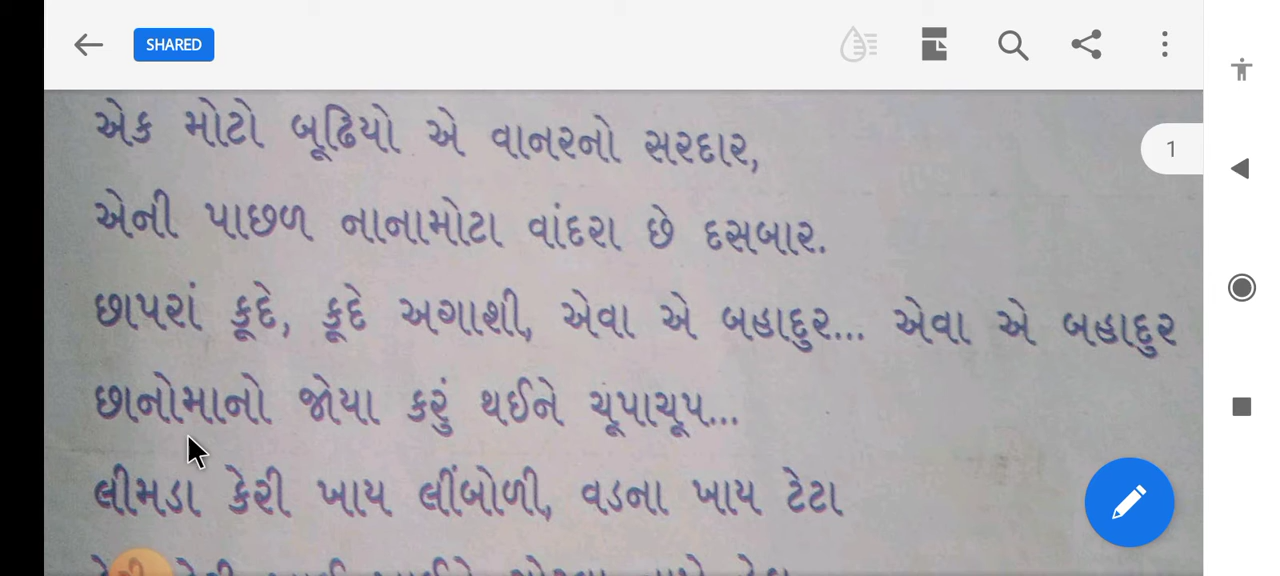 SHARED
એક મોટો બૂઢિયો એ વાનરનો સરદાર,
1
એની પાછળ નાનામોટા વાંદરા છે દસબાર.
છાપરાં કૂદે, કૂદે અગાશી, એવા એ બહાદુર... એવા એ બહાદુર
છાનોમાનો જોયા કરું થઈને ચૂપાચૂપ...
લીમડા કેરી ખાય લીંબોળી, વડના ખાય ટેટા